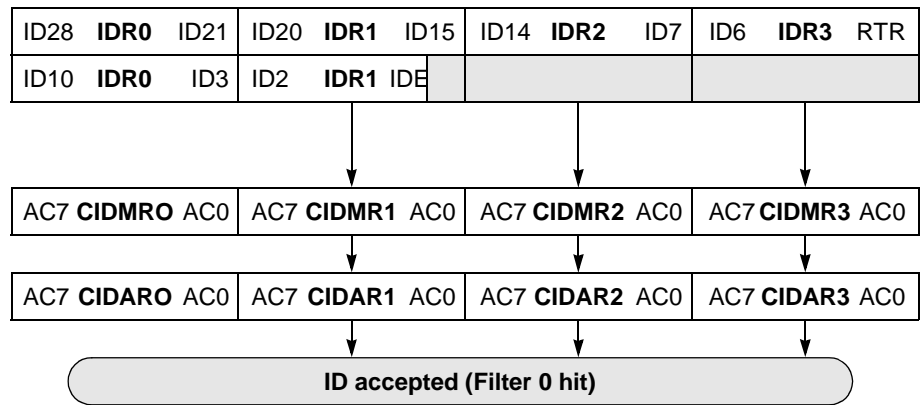 ID28 IDR0 ID21 ID20 IDR1 ID15 ID14 IDR2 ID7 ID6 IDR3 RTR
ID10 IDR0 ID3 ID2 IDR1 IDE
AC7 CIDMRO AC0 AC7 CIDMR1 AC0 AC7 CIDMR2 AC0 AC7 CIDMR3 AC0
AC7 CIDARO AC0 AC7 CIDAR1 AC0 AC7 CIDAR2 AC0 AC7 CIDAR3 AC0
ID accepted (Filter 0 hit)